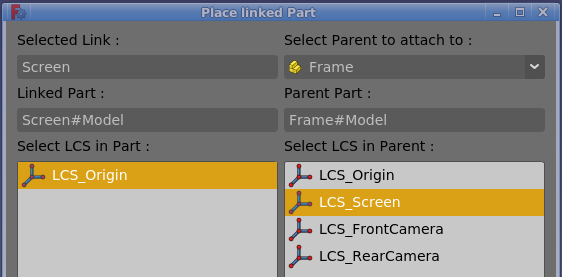 Place linked Part
Selected Link :
Select Parent to attach to :
Screen
Frame
Linked Part :
Parent Part :
Screen#Model
Frame#Model
Select LCS in Part :
Select LCS in Parent :
LCS_Origin
LCS_Origin
LCS_Screen
LCS_FrontCamera
LCS_RearCamera